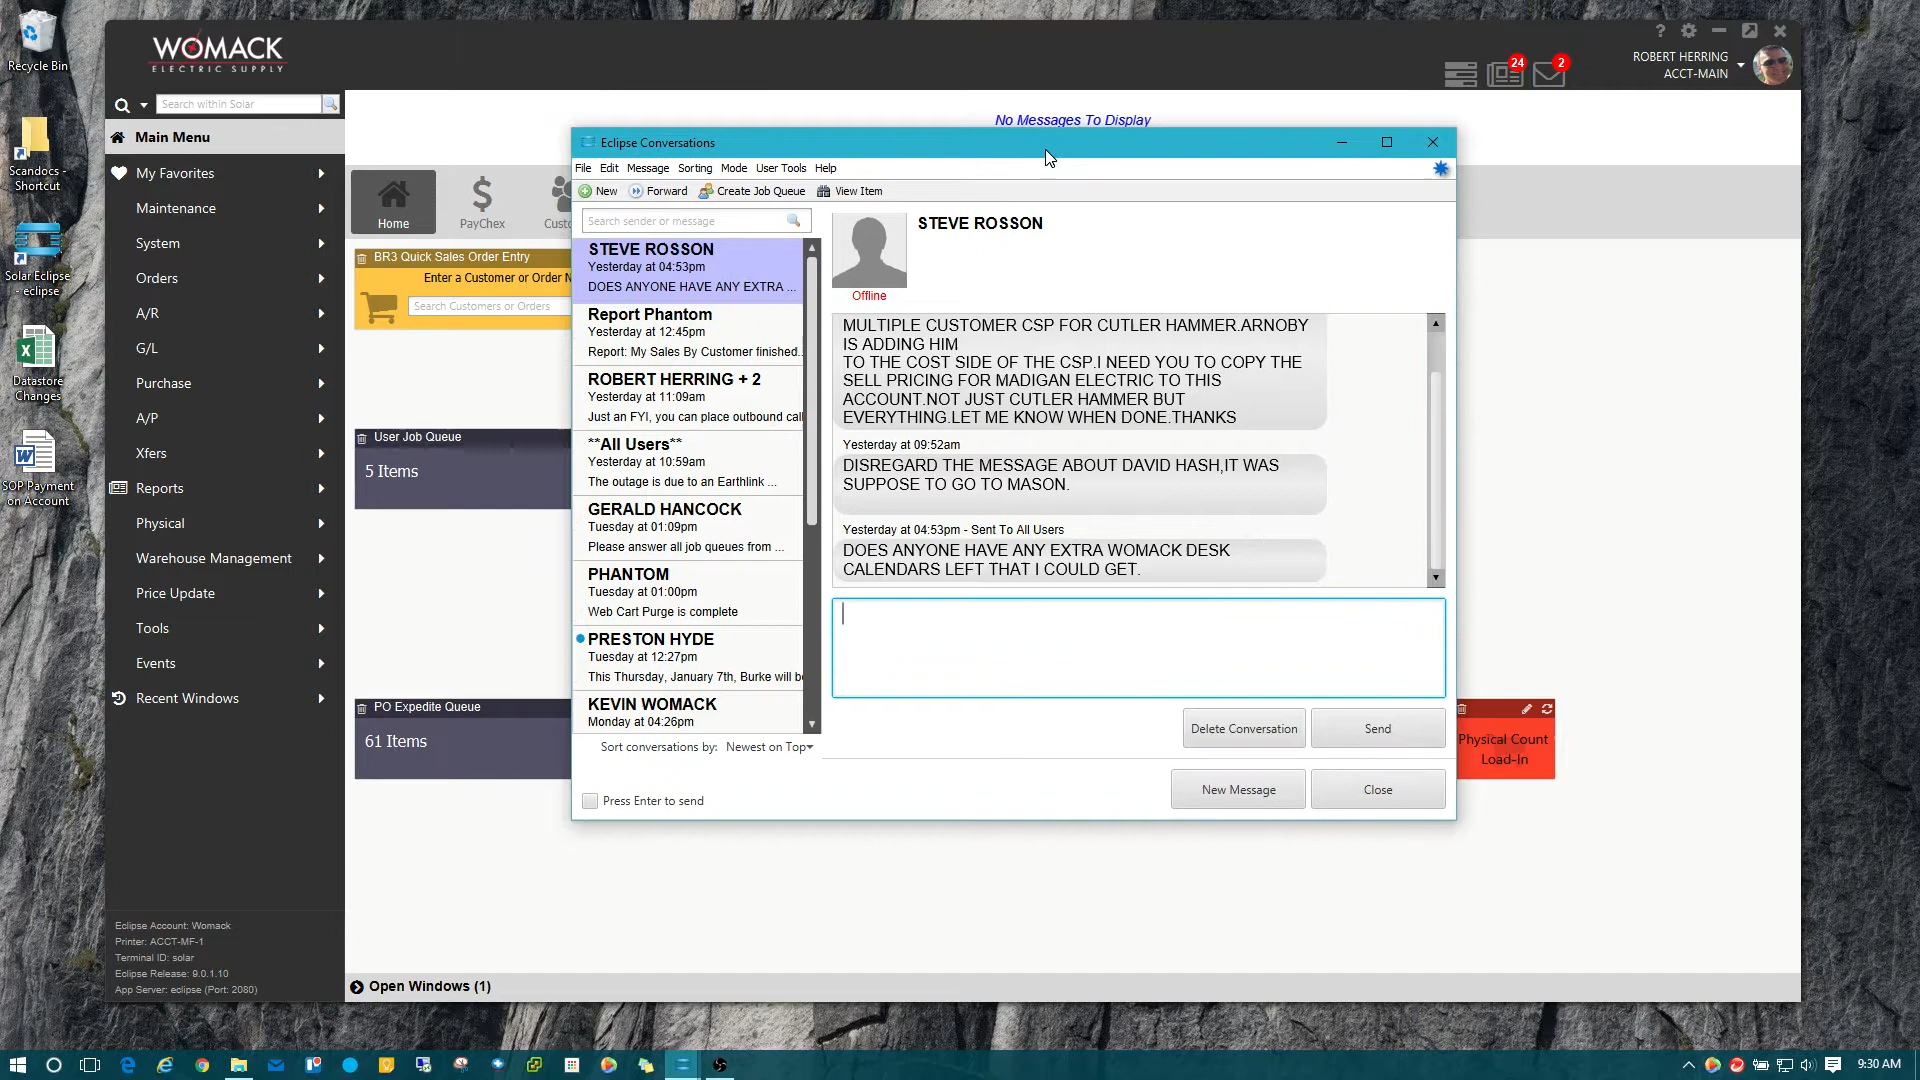 Recycle Bin
Scandocs -
Shortcut
Solar Eclipse
- eclipse
Datastore
Changes
SOP Payment
on Account
WOMACK
ELECTRIC SUPPLY
24
2
ROBERT HERRING
ACCT-MAIN
Search within Solar
Main Menu
My Favorites
Maintenance
System
Orders
A/R
G/L
Purchase
A/P
Xfers
Reports
Physical
Warehouse Management
Price Update
Tools
Events
Recent Windows
Eclipse Account: Womack
Printer: ACCT-MF-1
Terminal ID: solar
Eclipse Release: 9.0.1.10
App Server: eclipse (Port: 2080)
No Messages To Display
Home
PayChex
Custo
BR3 Quick Sales Order Entry
Enter a Customer or Order N
Search Customers or Orders
User Job Queue
5 Items
PO Expedite Queue
61 Items
Physical Count
Load-In
Open Windows (1)
Eclipse Conversations
File Edit Message Sorting Mode User Tools Help
New Forward Create Job Queue View Item
Search sender or message
STEVE ROSSON
Yesterday at 04:53pm
DOES ANYONE HAVE ANY EXTRA ...
Report Phantom
Yesterday at 12:45pm
Report: My Sales By Customer finished.
ROBERT HERRING + 2
Yesterday at 11:09am
Just an FYI, you can place outbound call
**All Users**
Yesterday at 10:59am
The outage is due to an Earthlink ...
GERALD HANCOCK
Tuesday at 01:09pm
Please answer all job queues from ...
PHANTOM
Tuesday at 01:00pm
Web Cart Purge is complete
PRESTON HYDE
Tuesday at 12:27pm
This Thursday, January 7th, Burke will be
KEVIN WOMACK
Monday at 04:26pm
Sort conversations by: Newest on Top
Press Enter to send
STEVE ROSSON
Offline
MULTIPLE CUSTOMER CSP FOR CUTLER HAMMER.ARNOBY
IS ADDING HIM
TO THE COST SIDE OF THE CSP.I NEED YOU TO COPY THE
SELL PRICING FOR MADIGAN ELECTRIC TO THIS
ACCOUNT.NOT JUST CUTLER HAMMER BUT
EVERYTHING.LET ME KNOW WHEN DONE.THANKS
Yesterday at 09:52am
DISREGARD THE MESSAGE ABOUT DAVID HASH,IT WAS
SUPPOSE TO GO TO MASON.
Yesterday at 04:53pm - Sent To All Users
DOES ANYONE HAVE ANY EXTRA WOMACK DESK
CALENDARS LEFT THAT I COULD GET.
Delete Conversation
Send
New Message
Close
9:30 AM